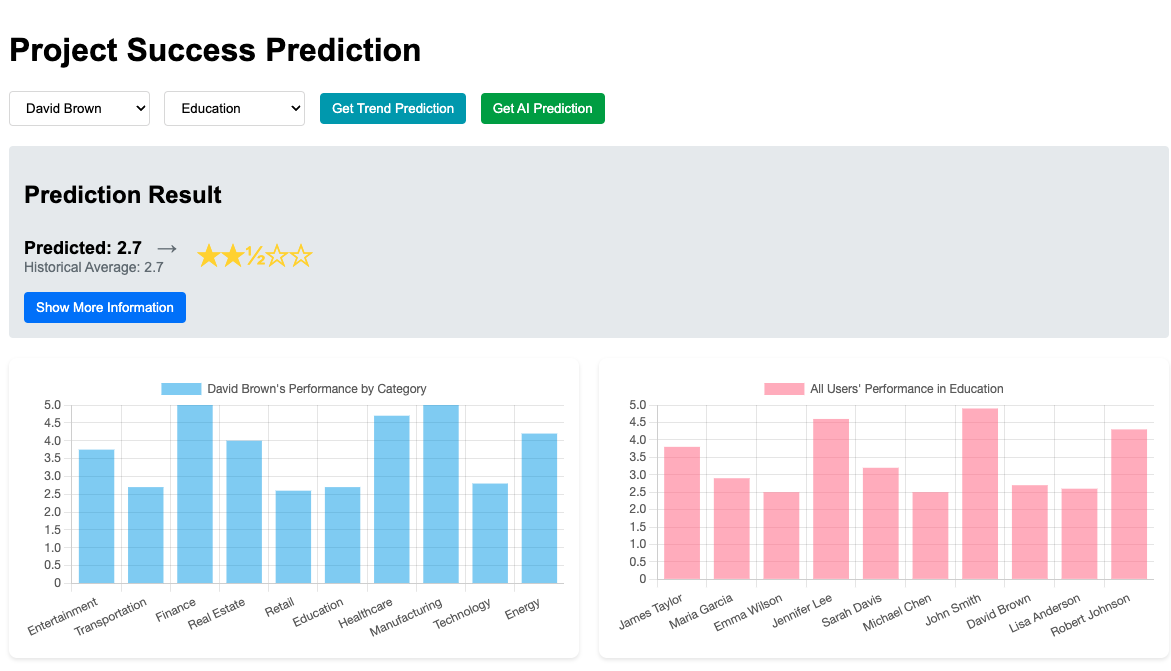 Project Success Prediction
David Brown Education Get Trend Prediction Get AI Prediction
Prediction Result
Predicted: 2.7 → ★★½☆☆
Historical Average: 2.7
Show More Information
David Brown's Performance by Category
5.0
4.5
4.0
3.5
3.0
2.5
2.0
1.5
1.0
0.5
0
Entertainment Transportation Finance Real Estate Retail Education Healthcare Manufacturing Technology Energy
All Users' Performance in Education
5.0
4.5
4.0
3.5
3.0
2.5
2.0
1.5
1.0
0.5
0
James Taylor Maria Garcia Emma Wilson Jennifer Lee Sarah Davis Michael Chen John Smith David Brown Lisa Anderson Robert Johnson